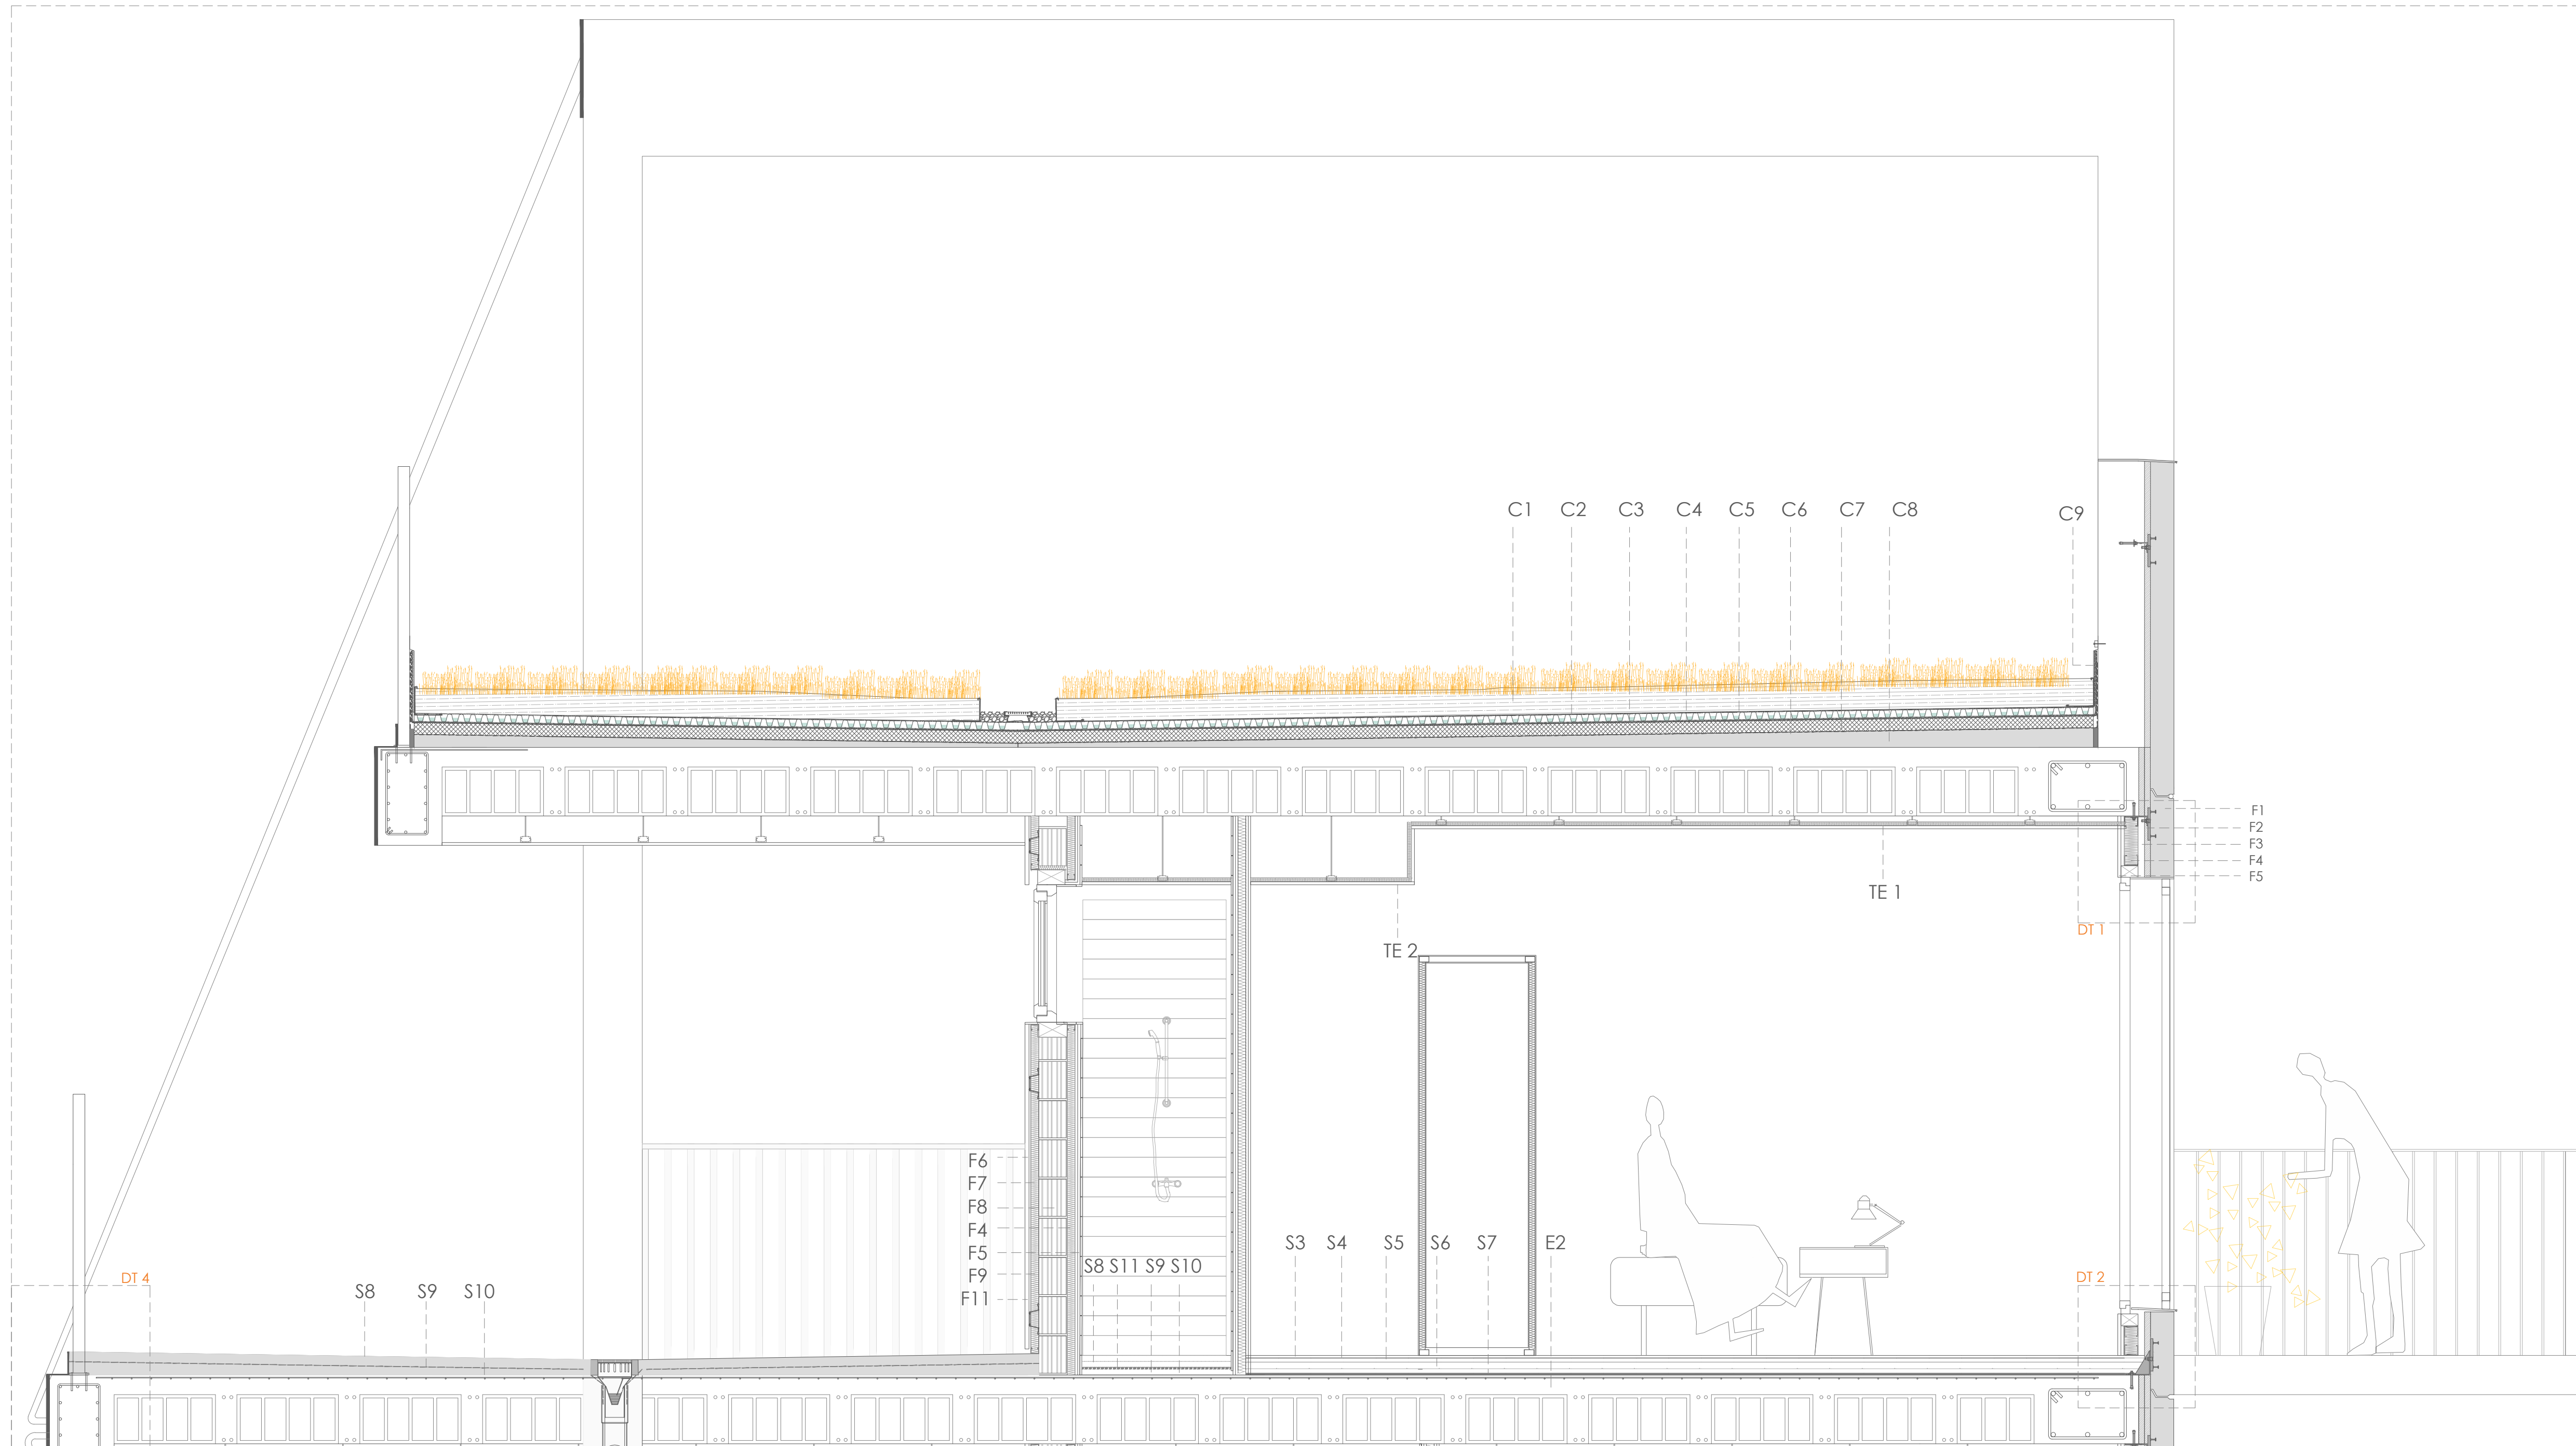 C1 C2 C3 C4 C5 C6 C7 C8 C9
F1
F2
F3
F4
F5
TE 1
DT 1
TE 2
F6
F7
F8
F4
F5
F9
F11
S8 S11 S9 S10
S3 S4 S5 S6 S7 E2
DT 2
DT 4
S8 S9 S10